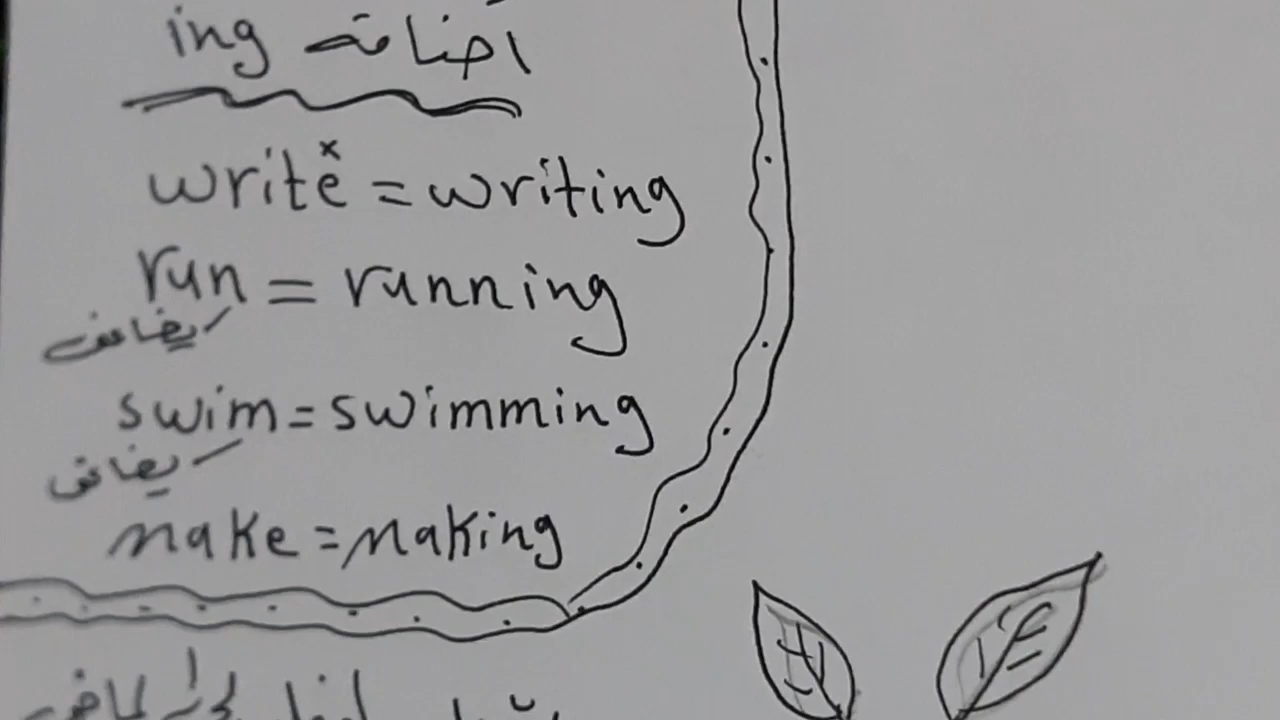 اضافة ing
write = writing
run = running
يضاعف
swim = swimming
يضاعف
make = making